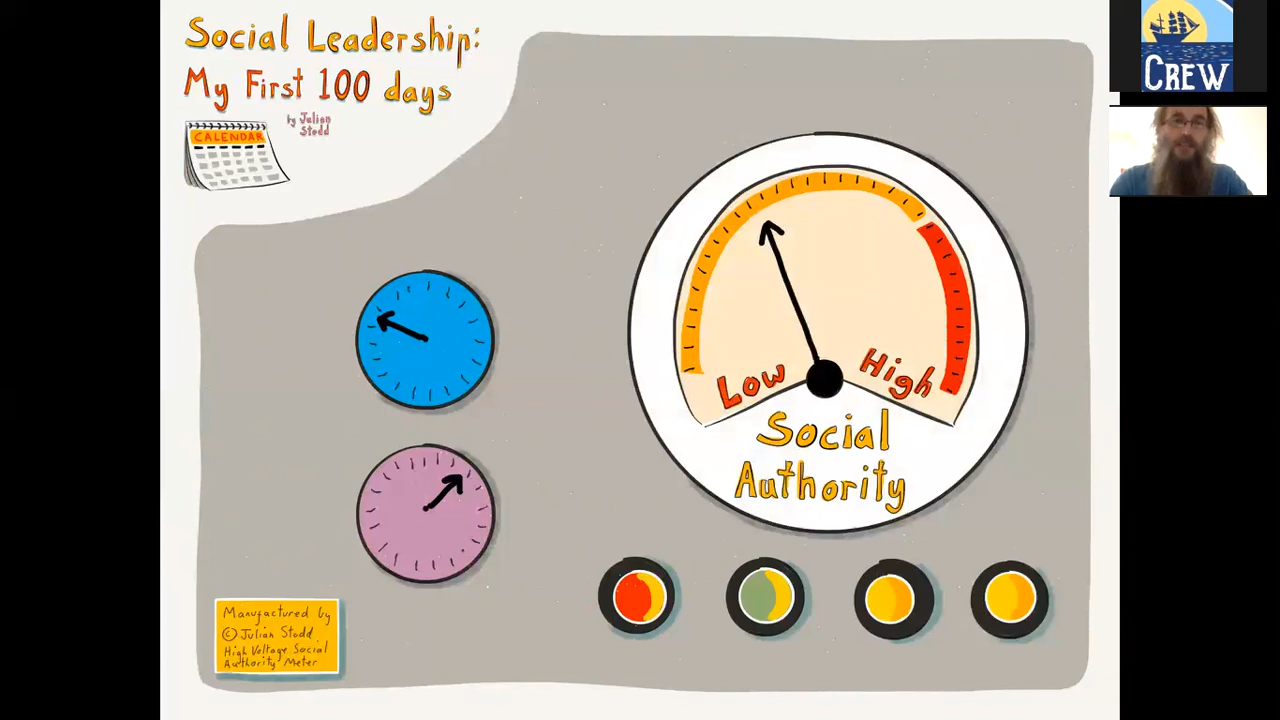 Social Leadership:
My First 100 days
by Julian
Stodd
CALENDAR
Low
High
Social
Authority
Manufactured by
© Julian Stodd
High Voltage Social
Authority Meter
CREW